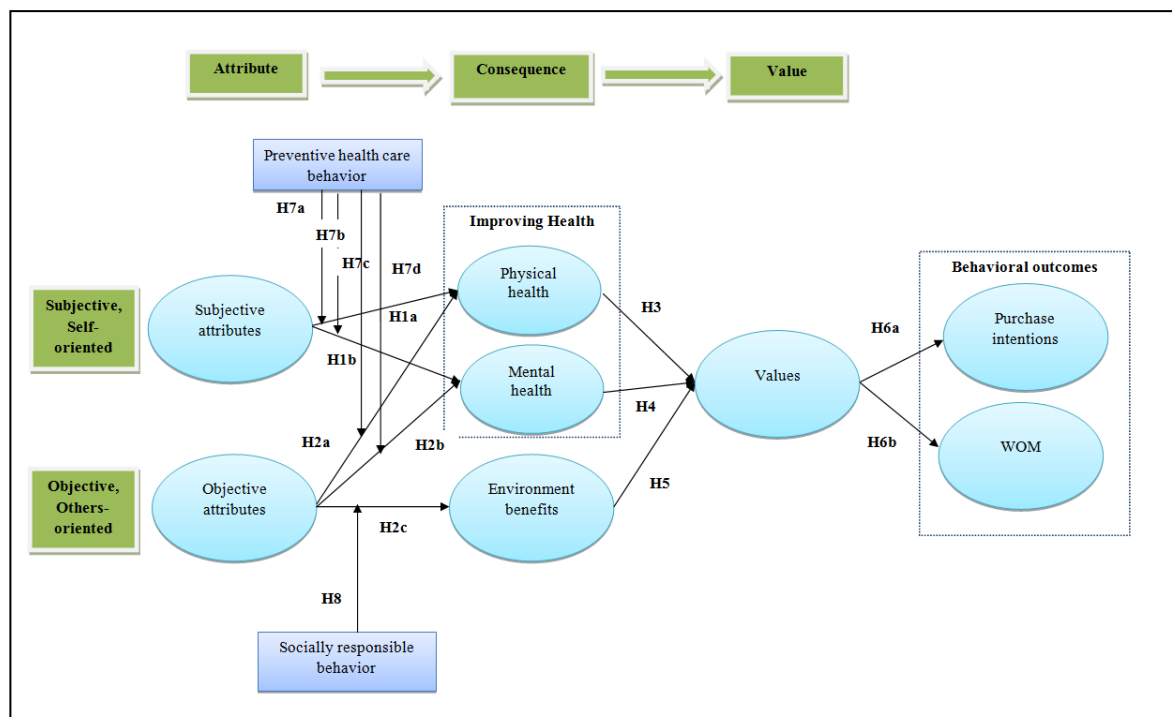 Attribute
Consequence
Value
Preventive health care
behavior
H7a
H7b
H7c
H7d
Improving Health
Physical
health
Behavioral outcomes
Subjective,
Self-
oriented
Subjective
attributes
H1a
H1b
H3
H6a
Purchase
intentions
Mental
health
H4
Values
H6b
H2a
H2b
WOM
Objective,
Others-
oriented
Objective
attributes
Environment
benefits
H5
H2c
H8
Socially responsible
behavior